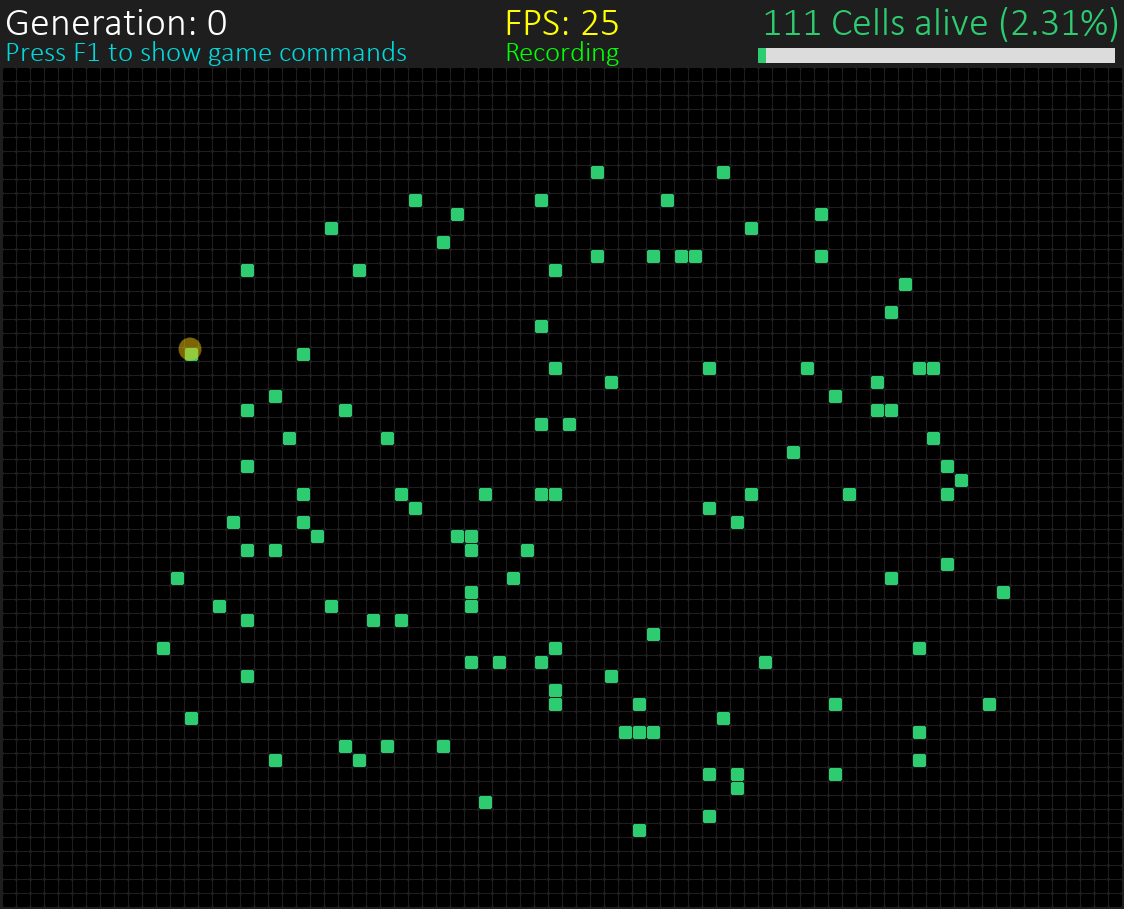 Generation: 0
FPS: 25
111 Cells alive (2.31%)
Press F1 to show game commands
Recording